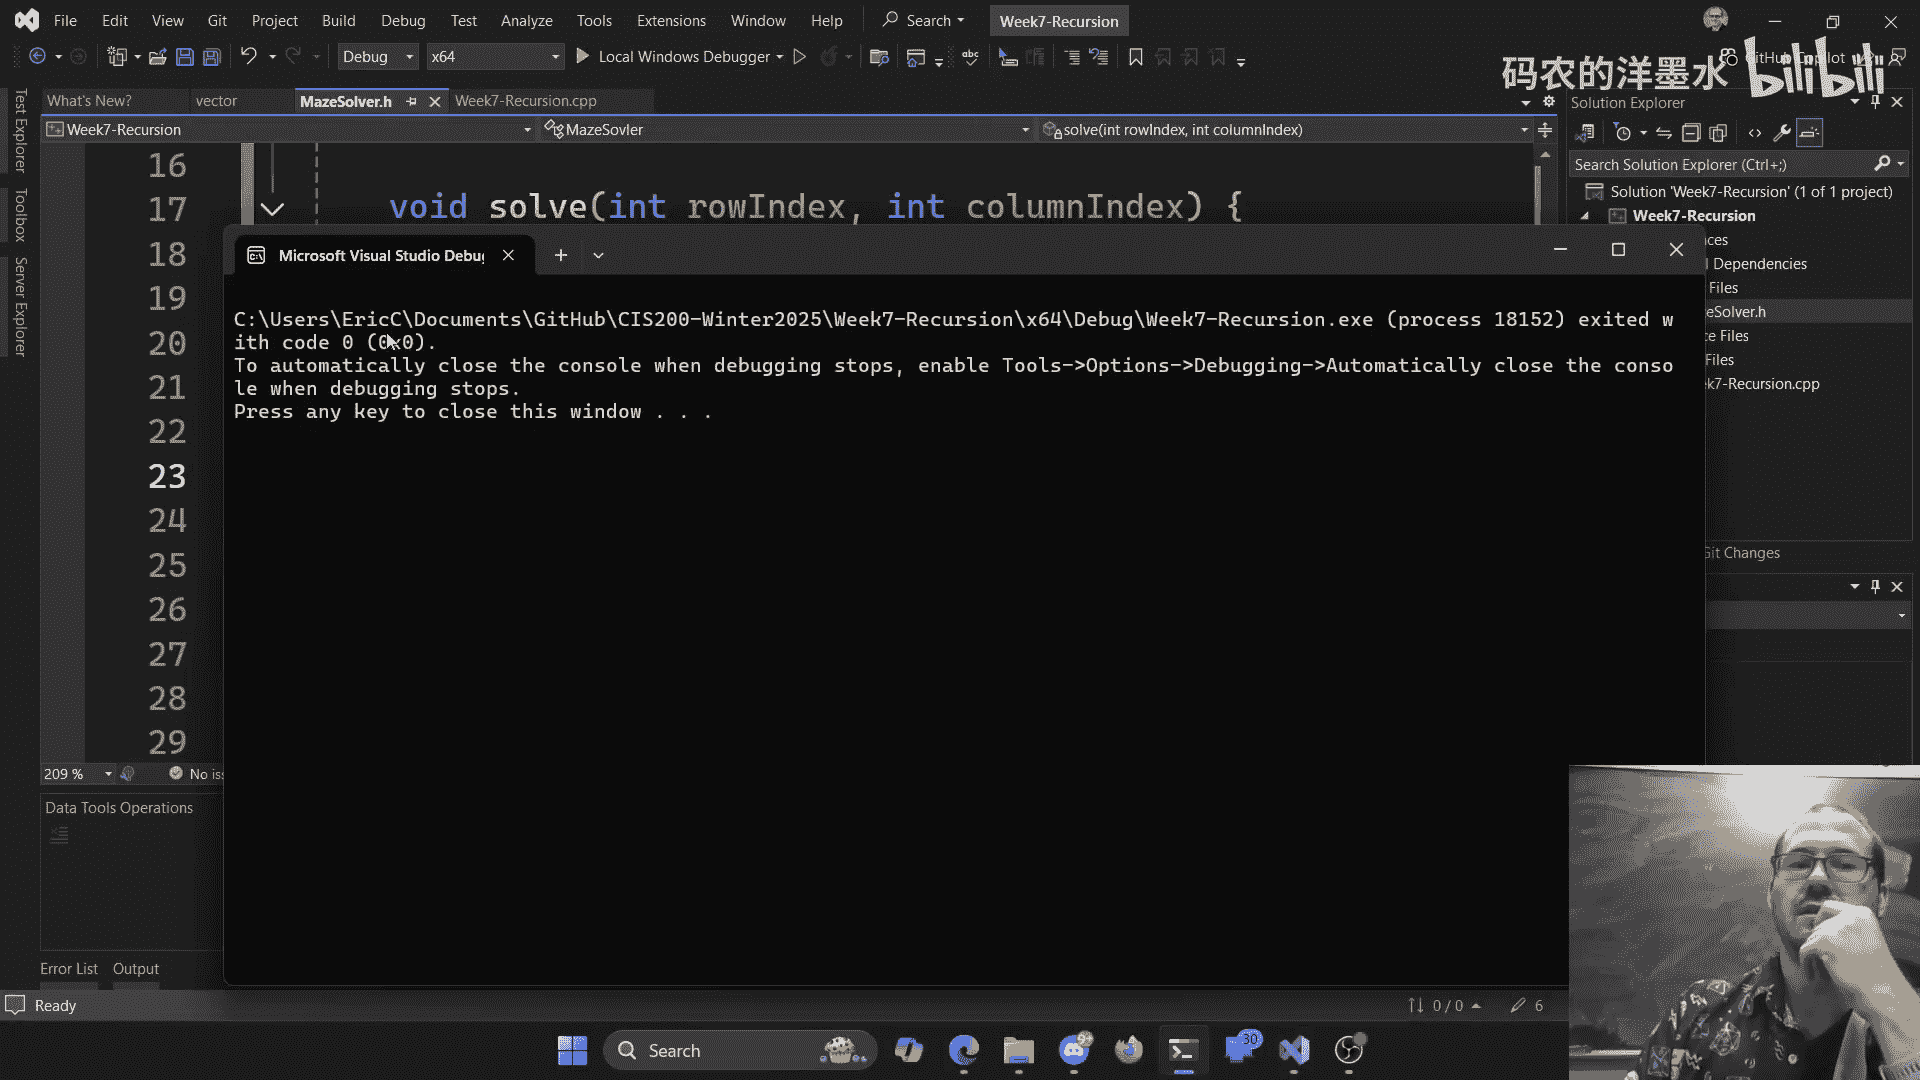 File Edit View Git Project Build Debug Test Analyze Tools Extensions Window Help Search Week7-Recursion
Debug x64 Local Windows Debugger
码农的洋墨水 bilibili
What's New? vector MazeSolver.h Week7-Recursion.cpp
Solution Explorer
Week7-Recursion MazeSovler solve(int rowIndex, int columnIndex)
Search Solution Explorer (Ctrl+;)
Solution 'Week7-Recursion' (1 of 1 project)
Week7-Recursion
Dependencies
Files
eSolver.h
ce Files
Files
k7-Recursion.cpp
Git Changes
Test Explorer
Toolbox
Server Explorer
16
17 void solve(int rowIndex, int columnIndex) {
18
19
20
21
22
23
24
25
26
27
28
29
Microsoft Visual Studio Debu
C:\Users\EricC\Documents\GitHub\CIS200-Winter2025\Week7-Recursion\x64\Debug\Week7-Recursion.exe (process 18152) exited w
ith code 0 (0x0).
To automatically close the console when debugging stops, enable Tools->Options->Debugging->Automatically close the conso
le when debugging stops.
Press any key to close this window . . .
209 % No iss
Data Tools Operations
Error List Output
Ready 0 / 0 6
Search
30